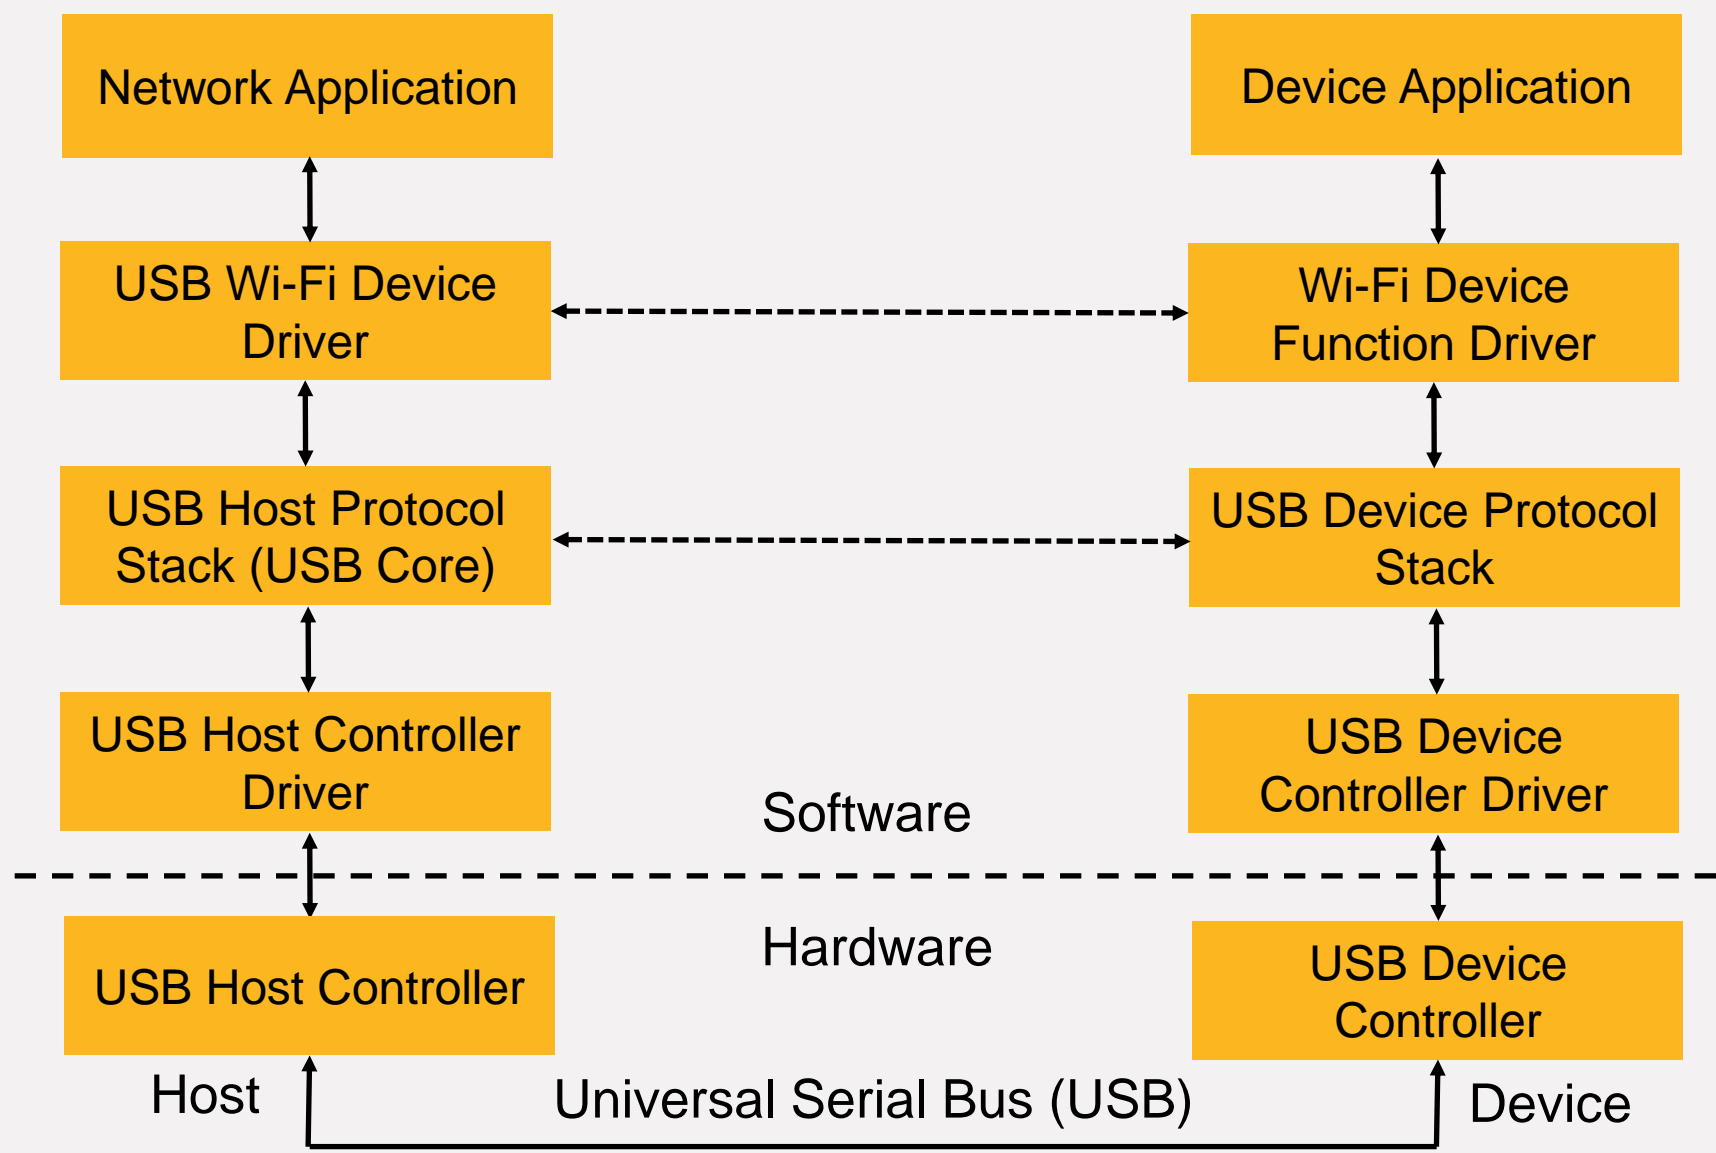 Network Application
Device Application
USB Wi-Fi Device
Driver
Wi-Fi Device
Function Driver
USB Host Protocol
Stack (USB Core)
USB Device Protocol
Stack
USB Host Controller
Driver
USB Device
Controller Driver
Software
Hardware
USB Host Controller
USB Device
Controller
Host
Universal Serial Bus (USB)
Device